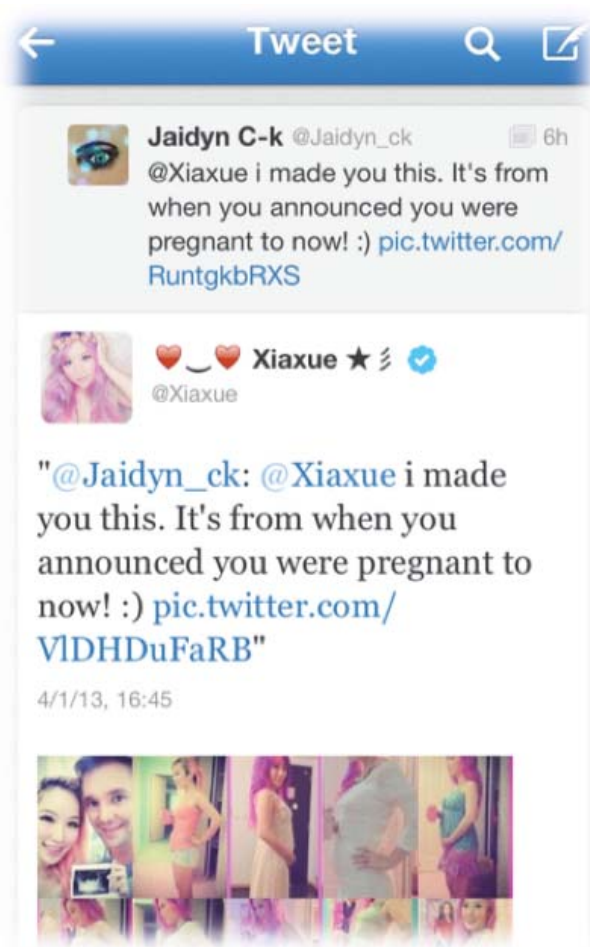 Tweet
Jaidyn C-k @Jaidyn_ck 6h
@Xiaxue i made you this. It's from
when you announced you were
pregnant to now! :) pic.twitter.com/
RuntgkbRXS
Xiaxue
@Xiaxue
"@Jaidyn_ck: @Xiaxue i made
you this. It's from when you
announced you were pregnant to
now! :) pic.twitter.com/
VlDHDuFaRB"
4/1/13, 16:45